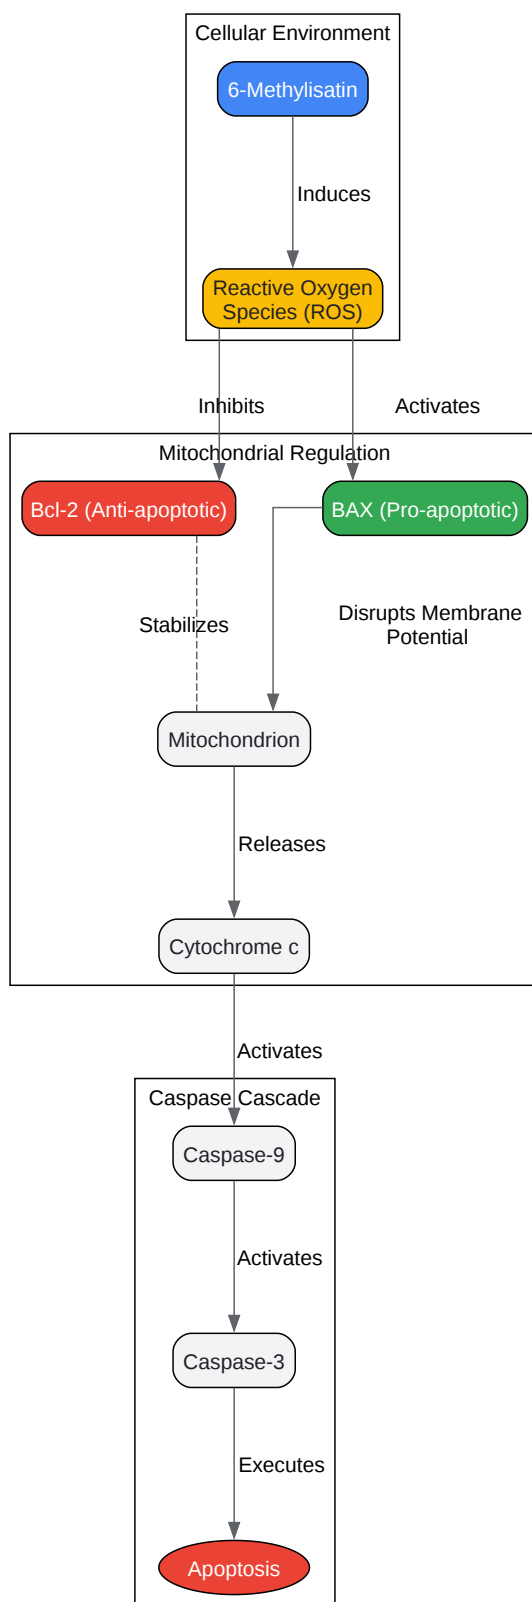 Cellular Environment
6-Methylisatin
Induces
Reactive Oxygen
Species (ROS)
Inhibits
Activates
Mitochondrial Regulation
Bcl-2 (Anti-apoptotic)
BAX (Pro-apoptotic)
Stabilizes
Disrupts Membrane
Potential
Mitochondrion
Releases
Cytochrome c
Activates
Caspase Cascade
Caspase-9
Activates
Caspase-3
Executes
Apoptosis